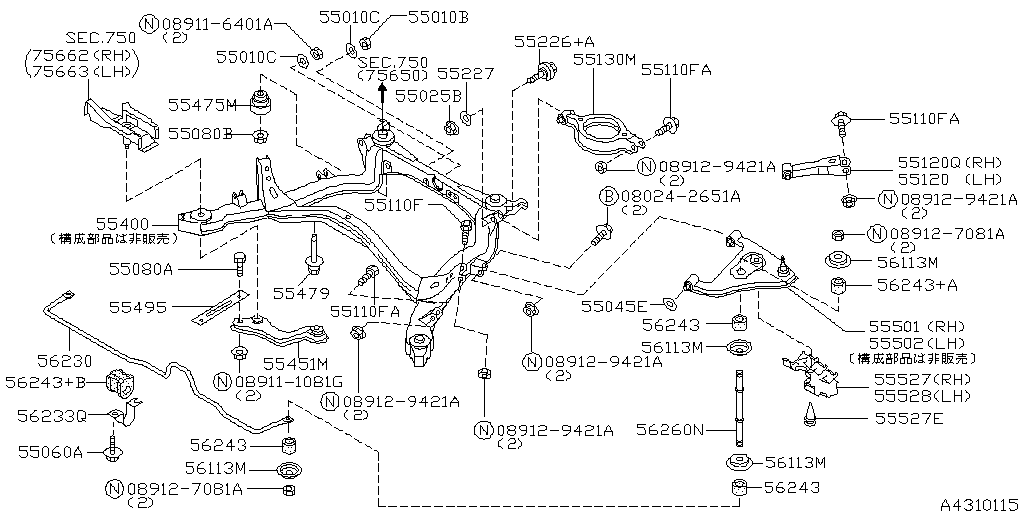 SEC.750
(75662(RH)
75663(LH))
N08911-6401A
(2)
55010C
55010B
55010C
SEC.750
(75650)
55227
55025B
55226+A
55130M
55110FA
55475M
55080B
55110FA
N08912-9421A
(2)
55120Q(RH)
55120 (LH)
B08024-2651A
(2)
N08912-9421A
(2)
55110F
55400
(構成部品は非販売)
N08912-7081A
(2)
55080A
56113M
55479
56243+A
55495
55110FA
55045E
56243
55501 (RH)
55502(LH)
(構成部品は非販売)
56113M
56230
55451M
N08912-9421A
(2)
56243+B
N08911-1081G
(2)
55527(RH)
55528(LH)
N08912-9421A
(2)
56233Q
55527E
N08912-9421A
(2)
56260N
56243
55060A
56113M
56113M
N08912-7081A
(2)
56243
A4310115